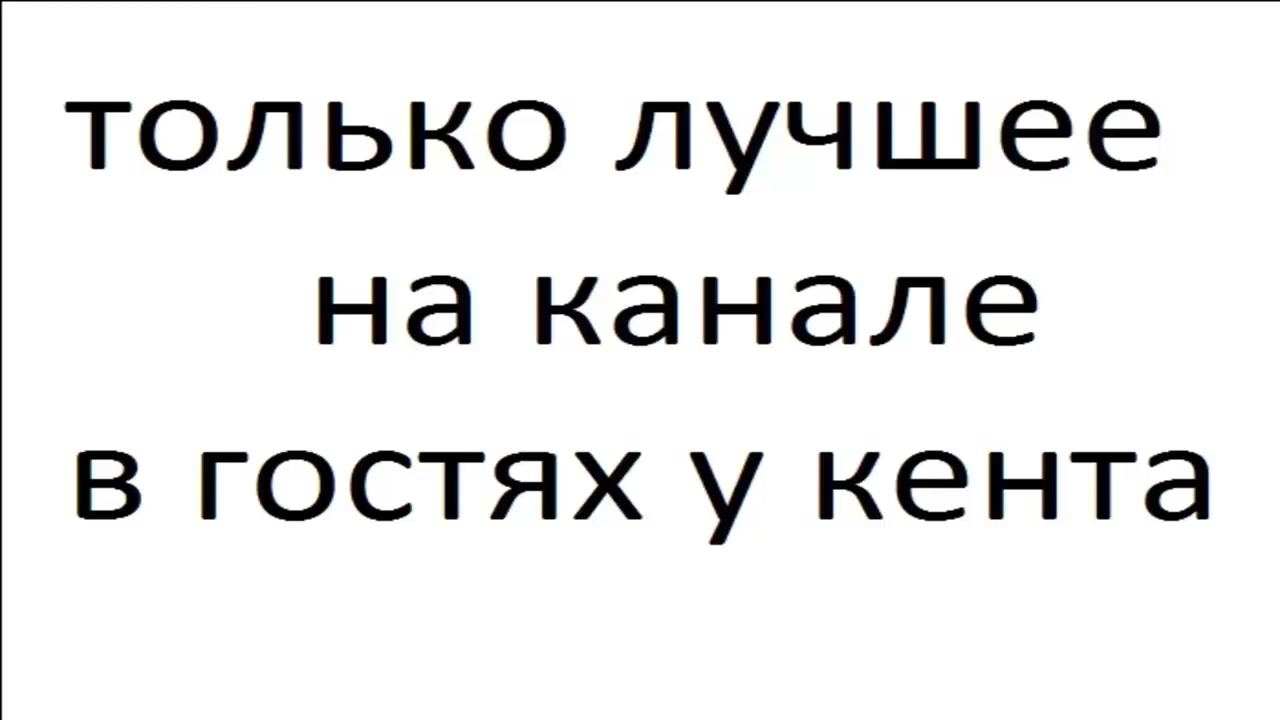 только лучшее
на канале
в гостях у кента